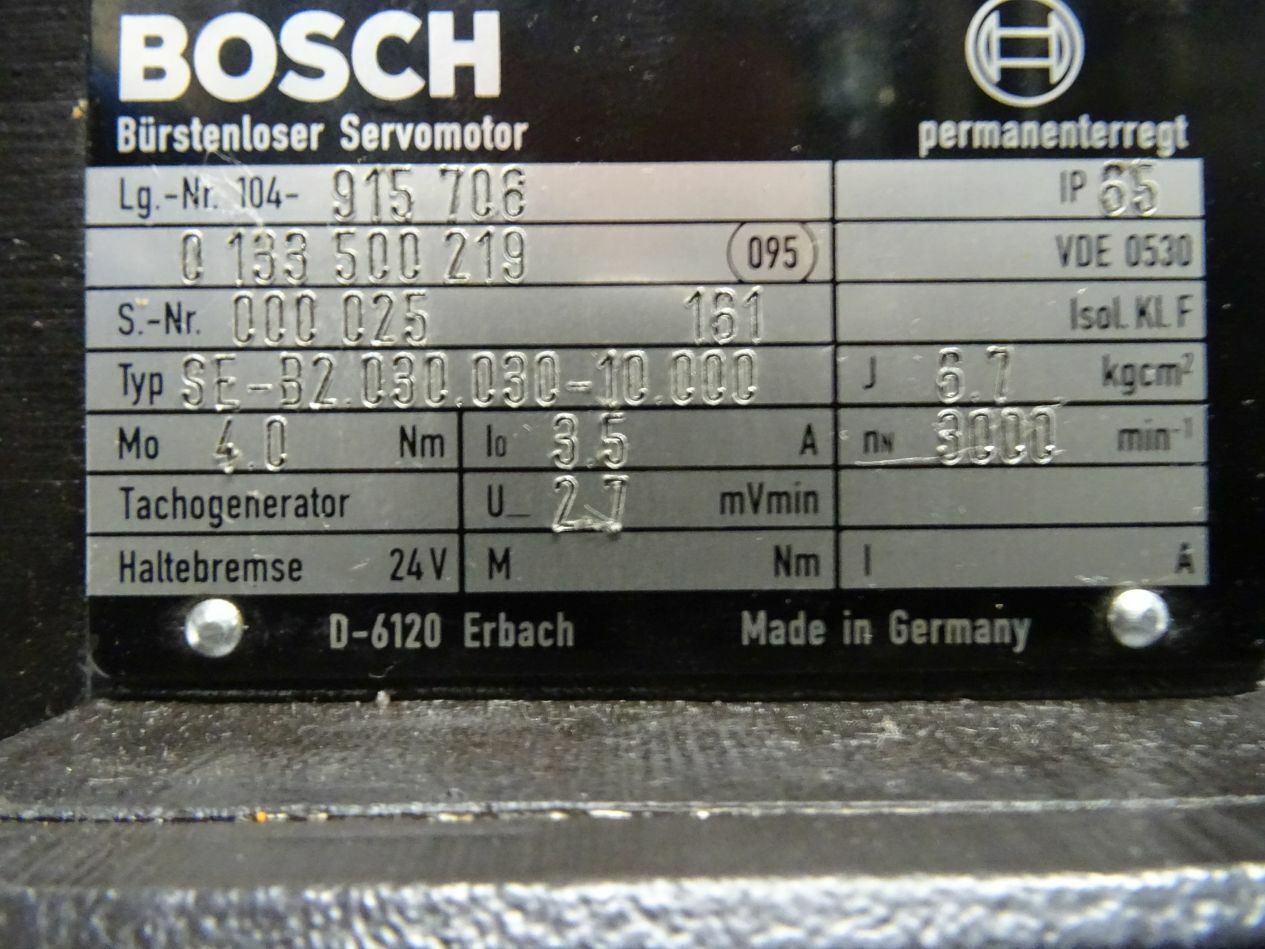 BOSCH
Bürstenloser Servomotor permanenterregt
Lg.-Nr. 104- 915 706 IP 65
0 133 500 219 095 VDE 0530
S.-Nr. 000 025 161 Isol. Kl. F
Typ SE-B2.030.030-10.000 J 6.7 kgcm²
Mo 4.0 Nm I₀ 3.5 A nN 3000 min⁻¹
Tachogenerator U_ 2.7 mVmin
Haltebremse 24 V M Nm I A
D-6120 Erbach Made in Germany